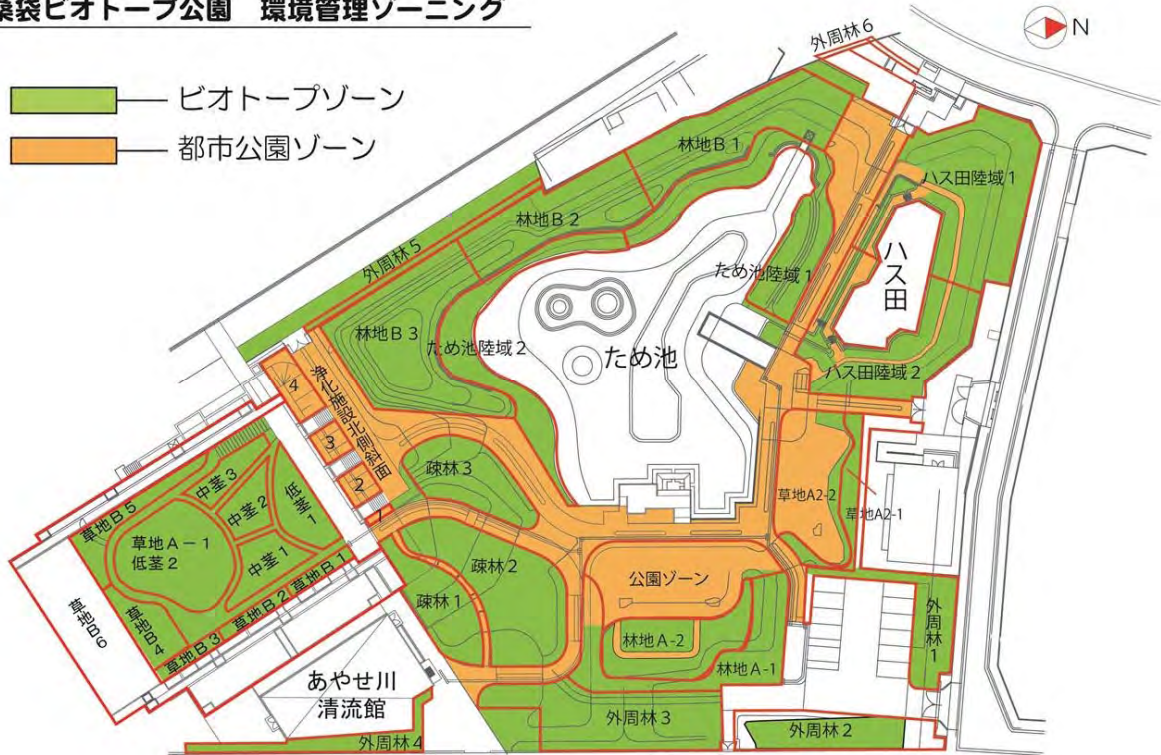 桑袋ビオトープ公園　環境管理ゾーニング
ビオトープゾーン
都市公園ゾーン
N
外周林6
林地B 1
ハス田陸域1
林地B 2
外周林5
ため池陸域1
ハス田
林地B 3
ため池陸域2
ため池
ハス田陸域2
4
浄化施設北側斜面
3
2
1
疎林3
草地A2-2
草地A2-1
中茎3
低茎1
中茎2
草地B 5
草地A－1
低茎2
中茎1
草地B 1
草地B 2
草地B 3
草地B 4
草地B 6
疎林2
疎林1
公園ゾーン
林地A-2
林地A-1
外周林1
あやせ川
清流館
外周林3
外周林2
外周林4